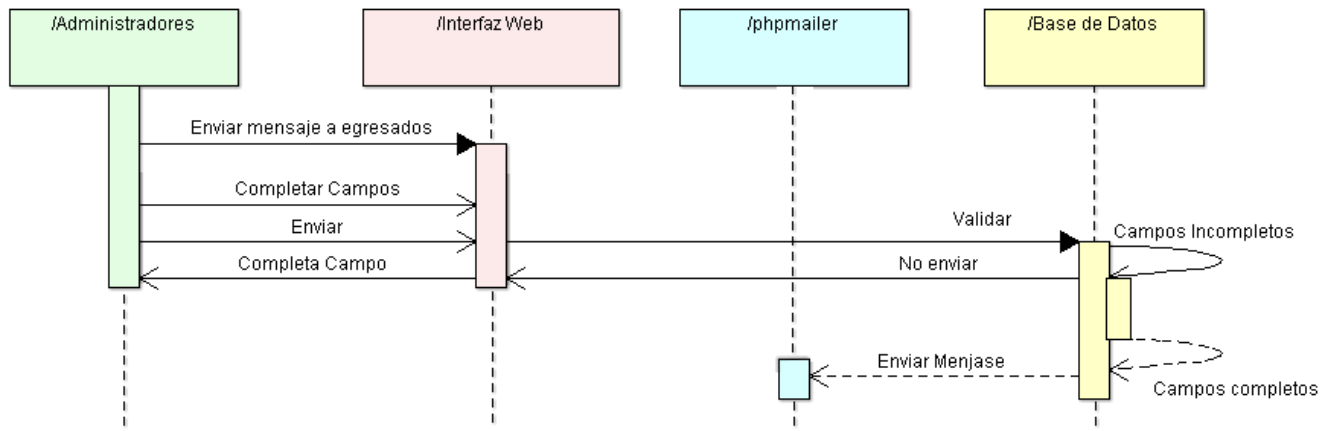 /Administradores
/Interfaz Web
/phpmailer
/Base de Datos
Enviar mensaje a egresados
Completar Campos
Enviar
Validar
Campos Incompletos
Completa Campo
No enviar
Enviar Menjase
Campos completos